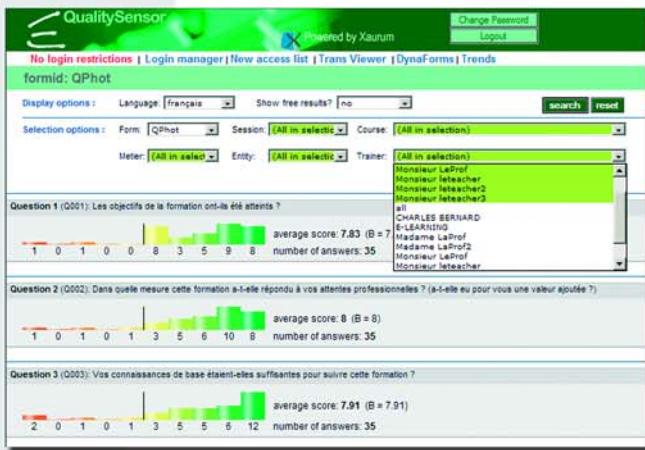 QualitySensor
Powered by Xaurum
Change Password
Logout
No login restrictions | Login manager | New access list | Trans Viewer | DynaForms | Trends
formid: QPhot
Display options : Language: français Show free results? no search reset
Selection options : Form: QPhot Session: (All in selectio Course: (All in selection)
Metier: (All in select Entity: (All in selectio Trainer: (All in selection)
Monsieur LeProf
Monsieur leteacher
Monsieur leteacher2
Monsieur leteacher3
all
CHARLES BERNARD
E-LEARNING
Madame LaProf
Madame LaProf2
Monsieur LeProf
Monsieur leteacher
Question 1 (Q001): Les objectifs de la formation ont-ils été atteints ?
average score: 7.83 (B = 7.
1 0 1 0 0 8 3 5 9 8 number of answers: 35
Question 2 (Q002): Dans quelle mesure cette formation a-t-elle répondu à vos attentes professionnelles ? (a-t-elle eu pour vous une valeur ajoutée ?)
average score: 8 (B = 8)
1 0 1 0 1 3 5 6 10 8 number of answers: 35
Question 3 (Q003): Vos connaissances de base étaient-elles suffisantes pour suivre cette formation ?
average score: 7.91 (B = 7.91)
2 0 1 0 1 3 5 5 6 12 number of answers: 35